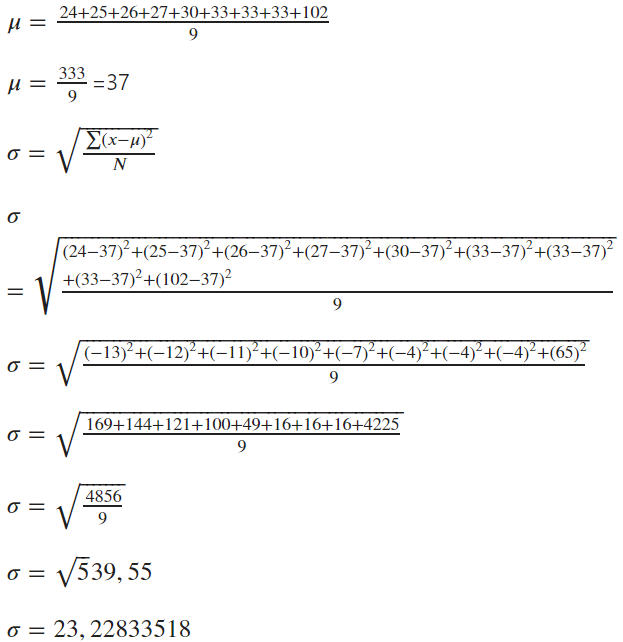 μ = (24+25+26+27+30+33+33+33+102)/9
μ = 333/9 =37
σ = √(∑(x−μ)²/N)
σ
= √(((24−37)²+(25−37)²+(26−37)²+(27−37)²+(30−37)²+(33−37)²+(33−37)²
+(33−37)²+(102−37)²)/9)
σ = √(((−13)²+(−12)²+(−11)²+(−10)²+(−7)²+(−4)²+(−4)²+(−4)²+(65)²)/9)
σ = √((169+144+121+100+49+16+16+16+4225)/9)
σ = √(4856/9)
σ = √539,55
σ = 23,22833518